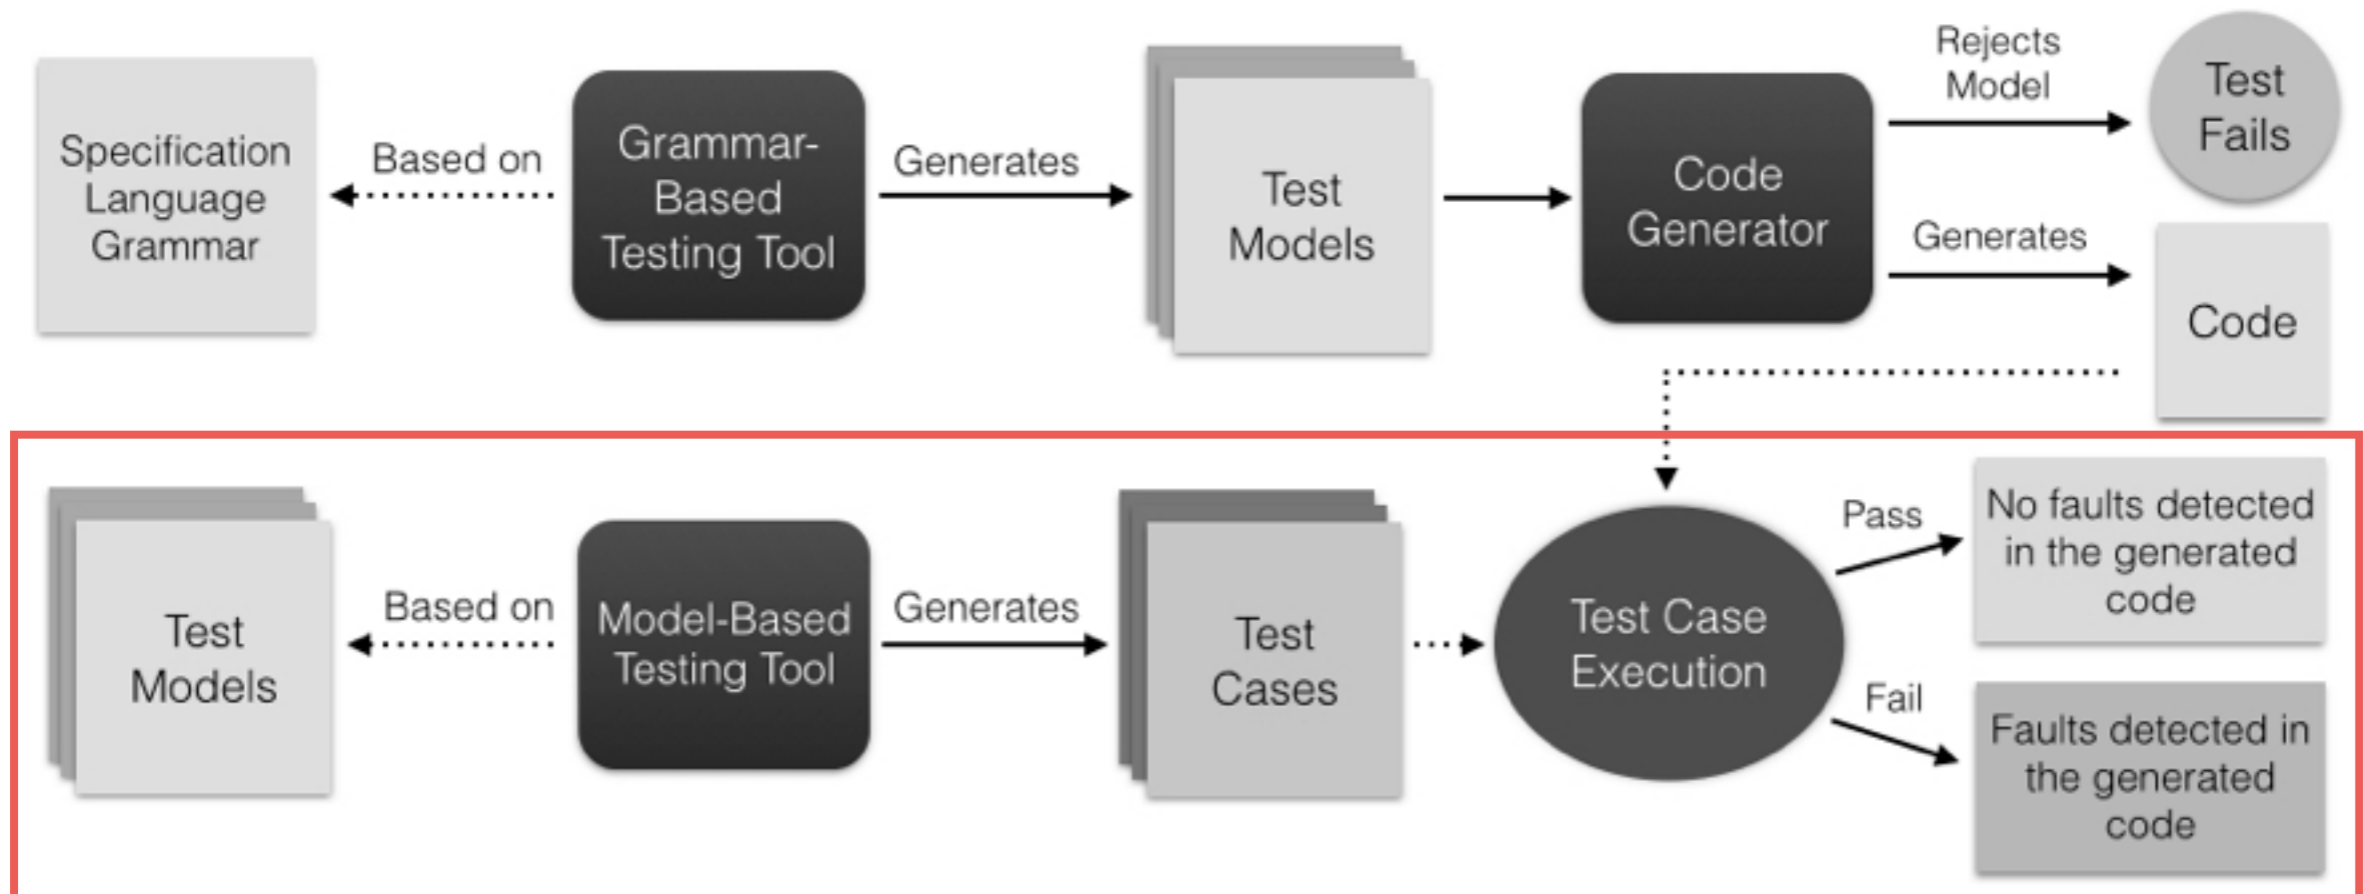 Specification
Language
Grammar
Based on
Grammar-
Based
Testing Tool
Generates
Test
Models
Code
Generator
Rejects
Model
Test
Fails
Generates
Code
Test
Models
Based on
Model-Based
Testing Tool
Generates
Test
Cases
Test Case
Execution
Pass
No faults detected
in the generated
code
Fail
Faults detected in
the generated
code